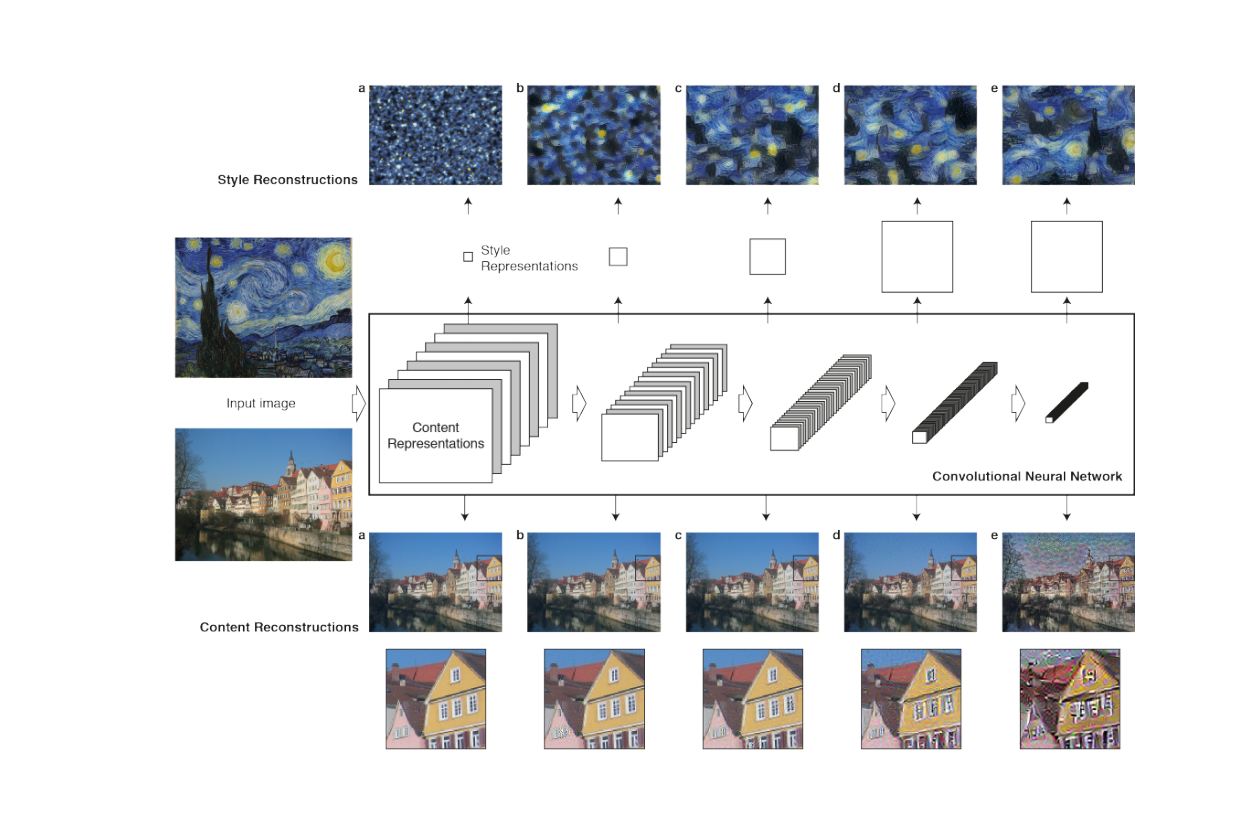 a
b
c
d
e
Style Reconstructions
Style
Representations
Input image
Content
Representations
Convolutional Neural Network
a
b
c
d
e
Content Reconstructions